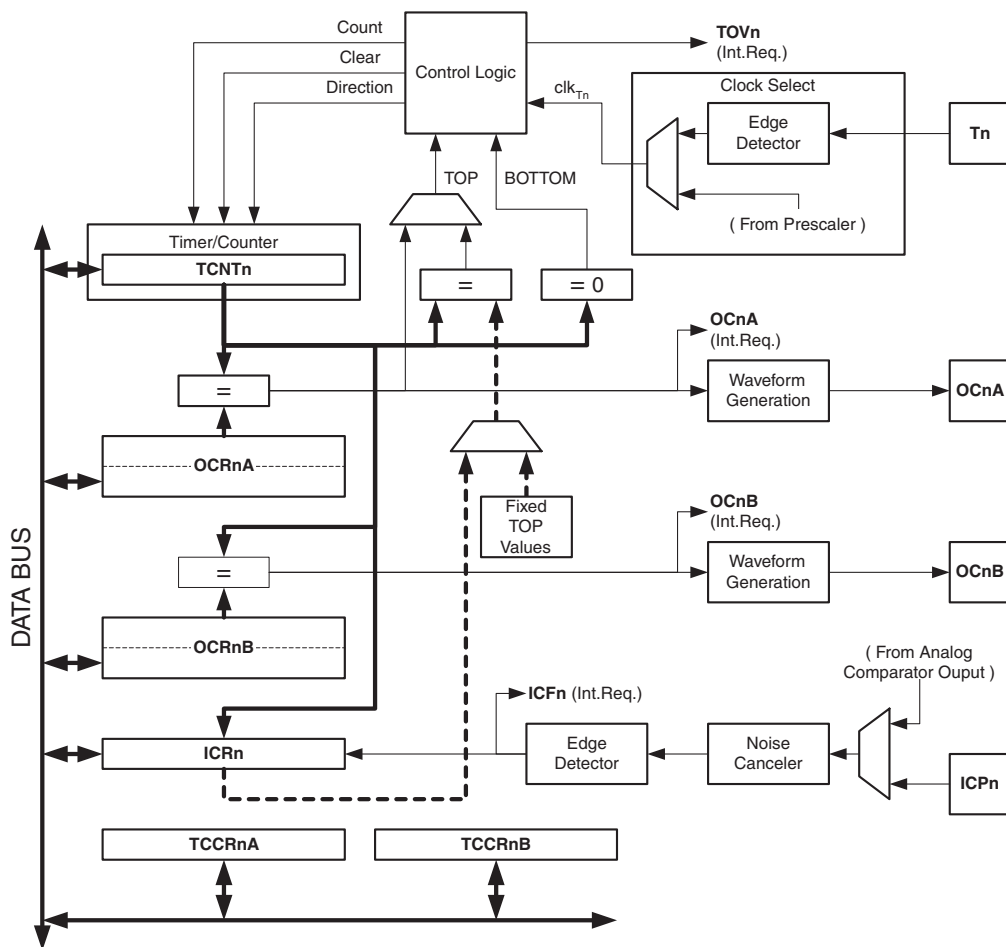 Count
Clear
Direction
Control Logic
TOVn
(Int.Req.)
clkTn
Clock Select
Edge
Detector
Tn
( From Prescaler )
TOP
BOTTOM
Timer/Counter
TCNTn
=
= 0
OCnA
(Int.Req.)
=
Waveform
Generation
OCnA
OCRnA
Fixed
TOP
Values
OCnB
(Int.Req.)
=
Waveform
Generation
OCnB
OCRnB
DATA BUS
( From Analog
Comparator Ouput )
ICFn (Int.Req.)
ICRn
Edge
Detector
Noise
Canceler
ICPn
TCCRnA
TCCRnB